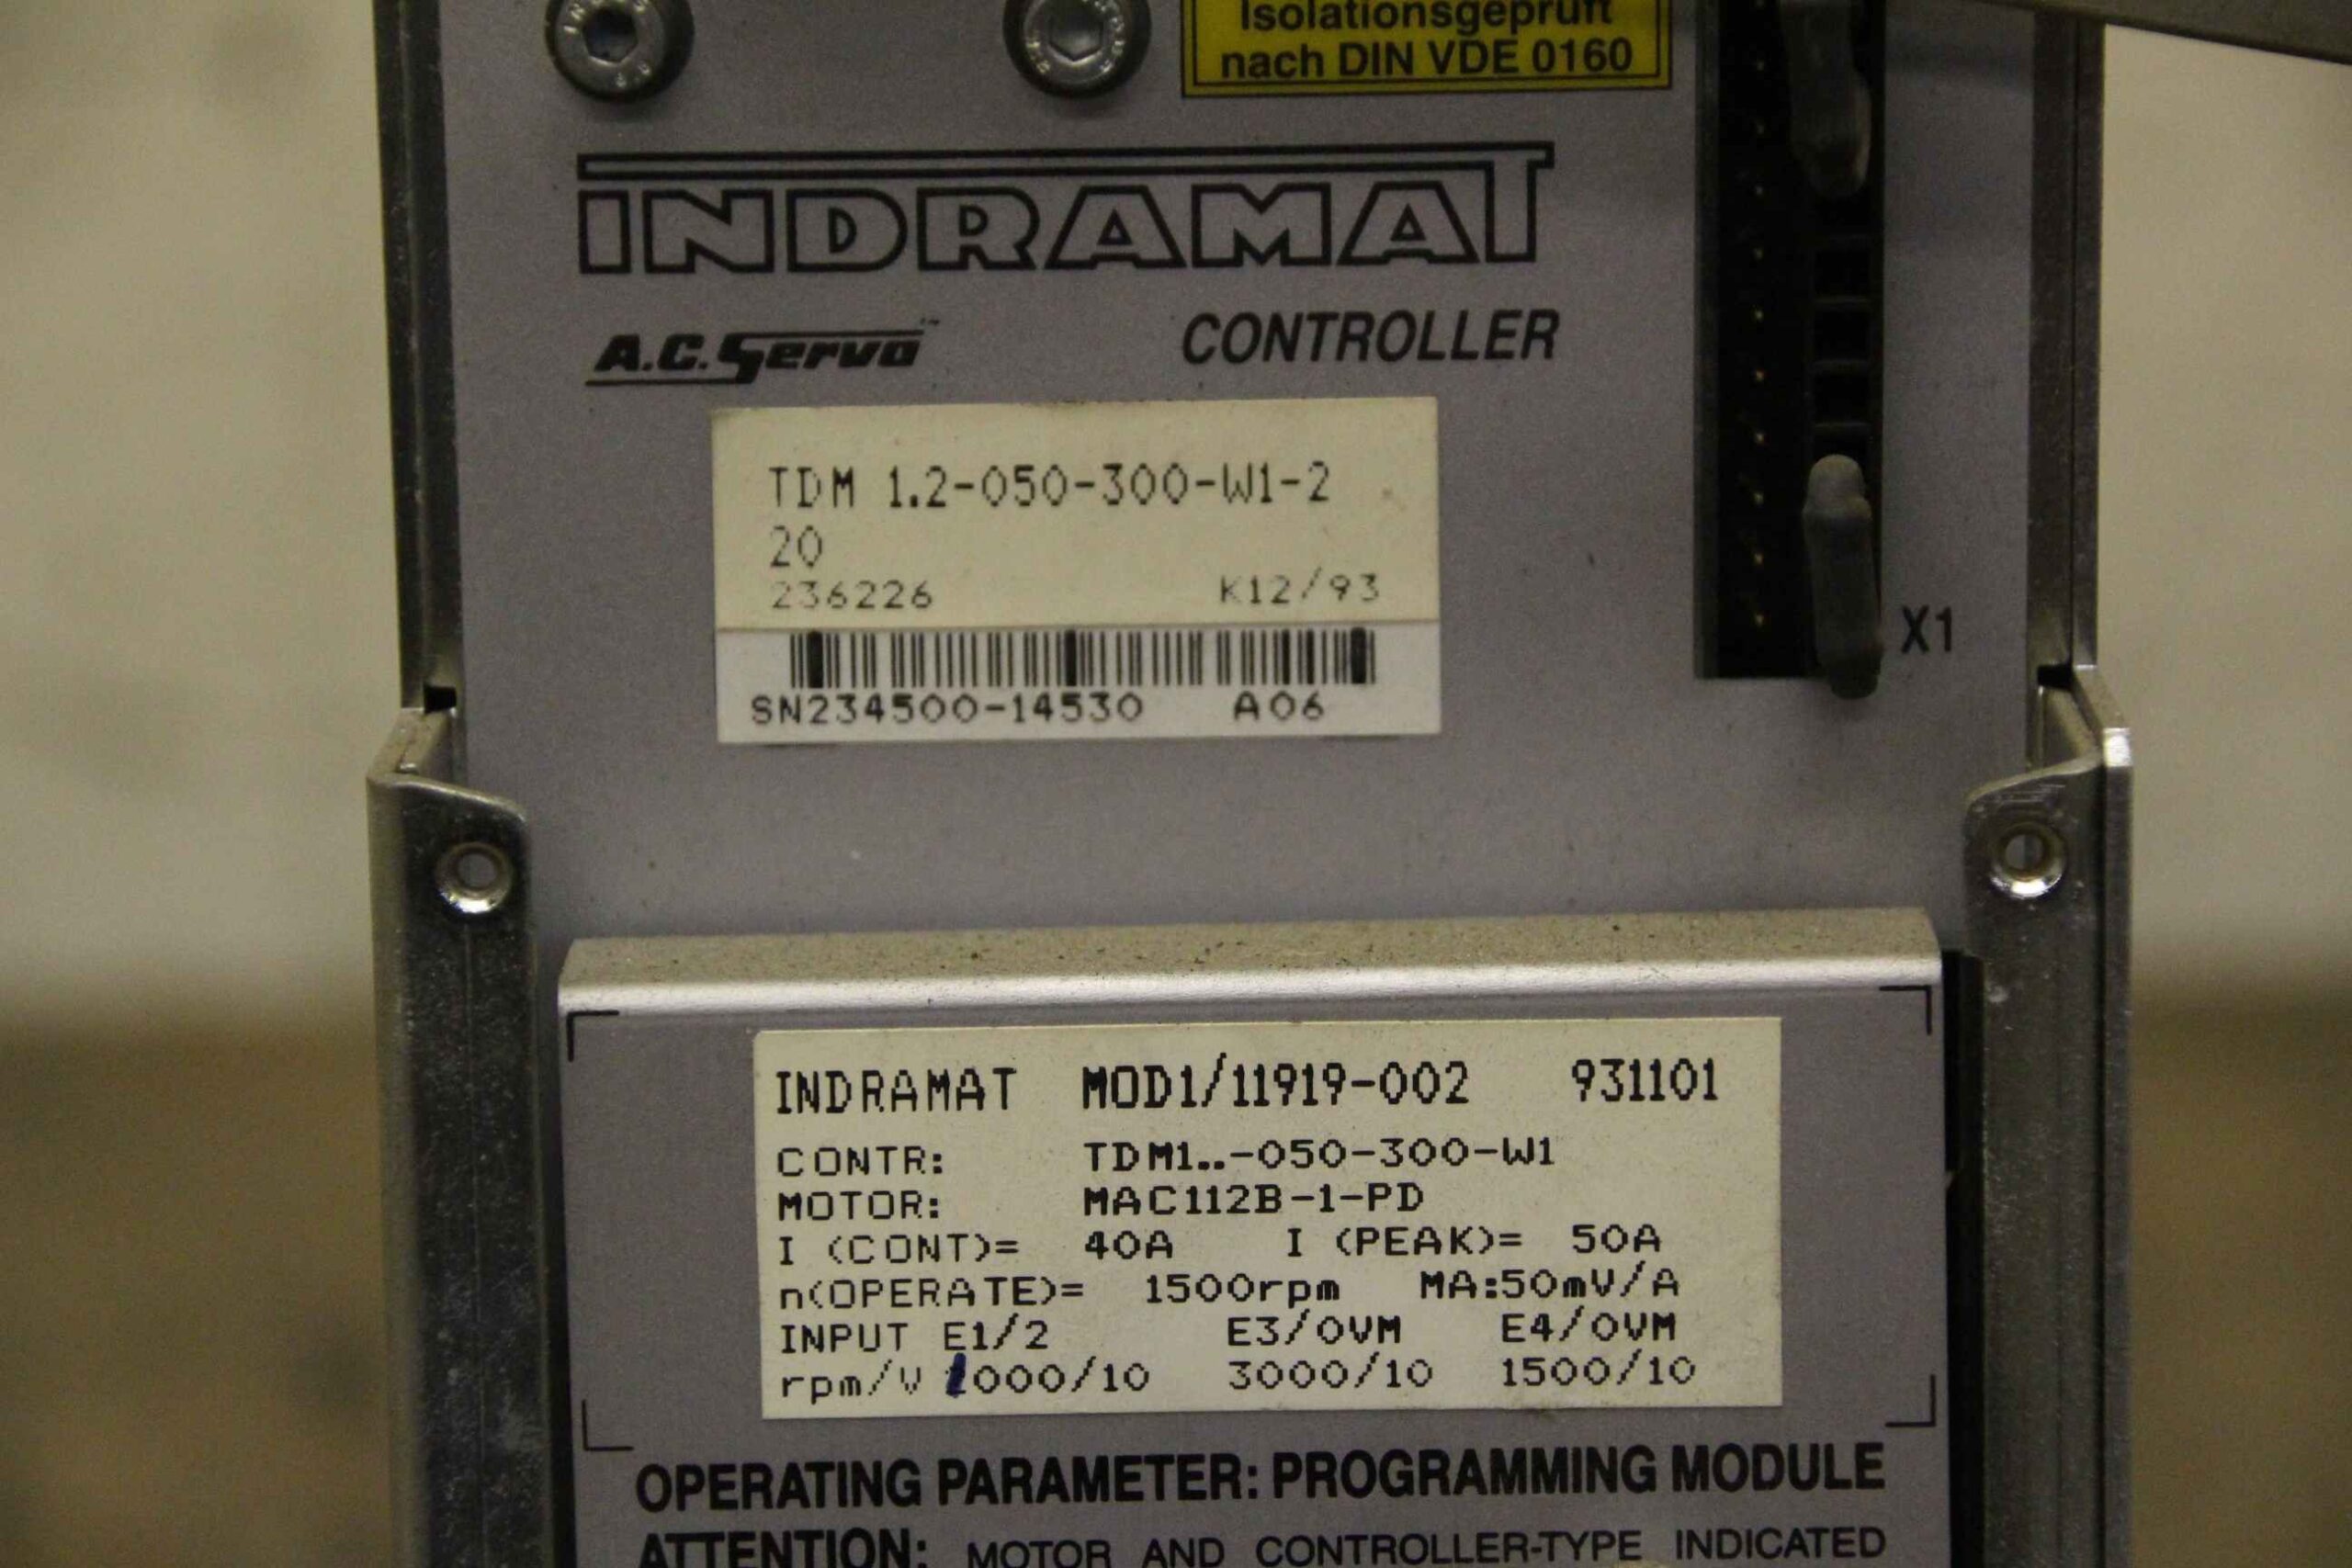 Isolationsgeprüft
nach DIN VDE 0160
INDRAMAT
A.C. Servo™ CONTROLLER
TDM 1.2-050-300-W1-2
20
236226 K12/93
SN234500-14530 A06
X1
INDRAMAT MOD1/11919-002 931101
CONTR: TDM1..-050-300-W1
MOTOR: MAC112B-1-PD
I (CONT)= 40A I (PEAK)= 50A
n(OPERATE)= 1500rpm MA:50mV/A
INPUT E1/2 E3/0VM E4/0VM
rpm/V 1000/10 3000/10 1500/10
OPERATING PARAMETER: PROGRAMMING MODULE
ATTENTION: MOTOR AND CONTROLLER-TYPE INDICATED